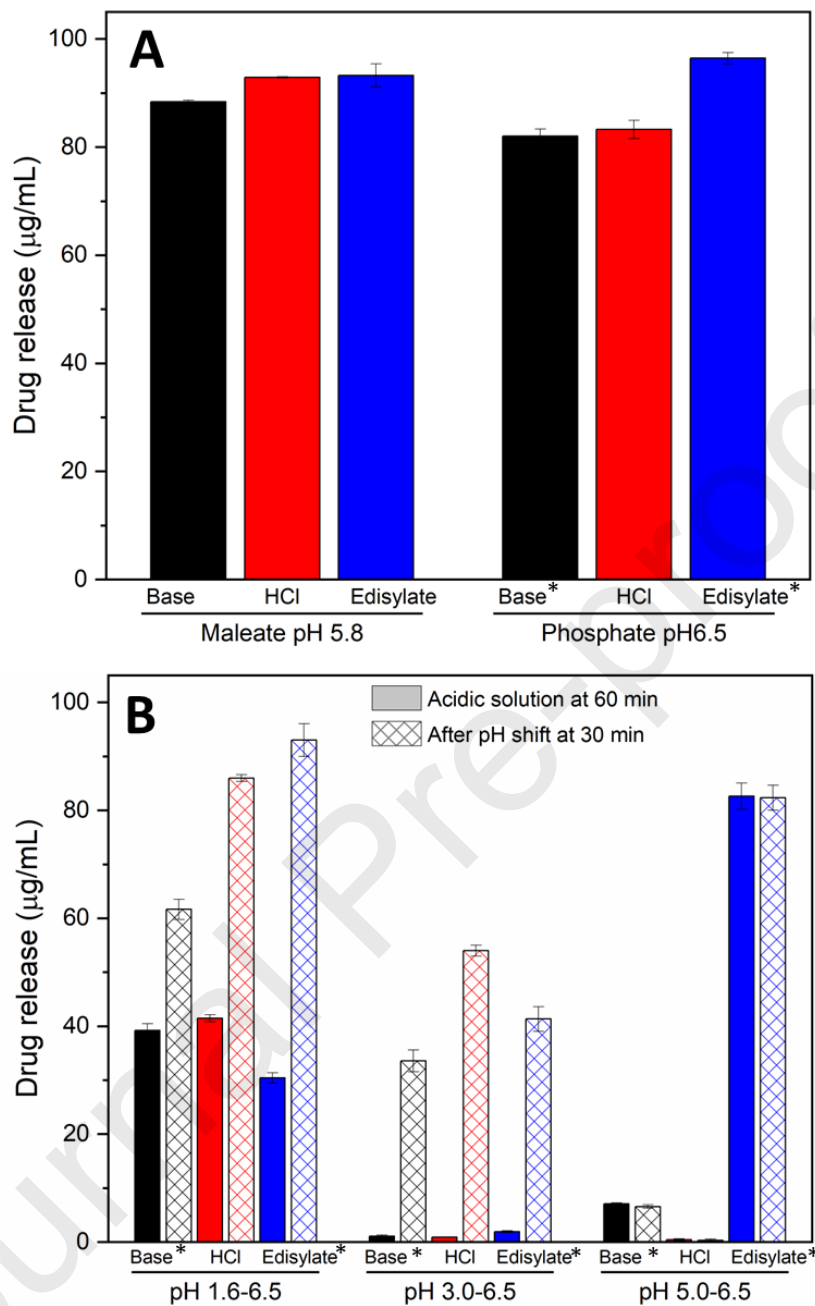 A
100
80
60
40
20
0
Drug release (μg/mL)
Base HCl Edisylate Base* HCl Edisylate*
Maleate pH 5.8 Phosphate pH6.5
B
Acidic solution at 60 min
After pH shift at 30 min
100
80
60
40
20
0
Drug release (μg/mL)
Base* HCl Edisylate* Base* HCl Edisylate* Base* HCl Edisylate*
pH 1.6-6.5 pH 3.0-6.5 pH 5.0-6.5
Journal Pre-proo